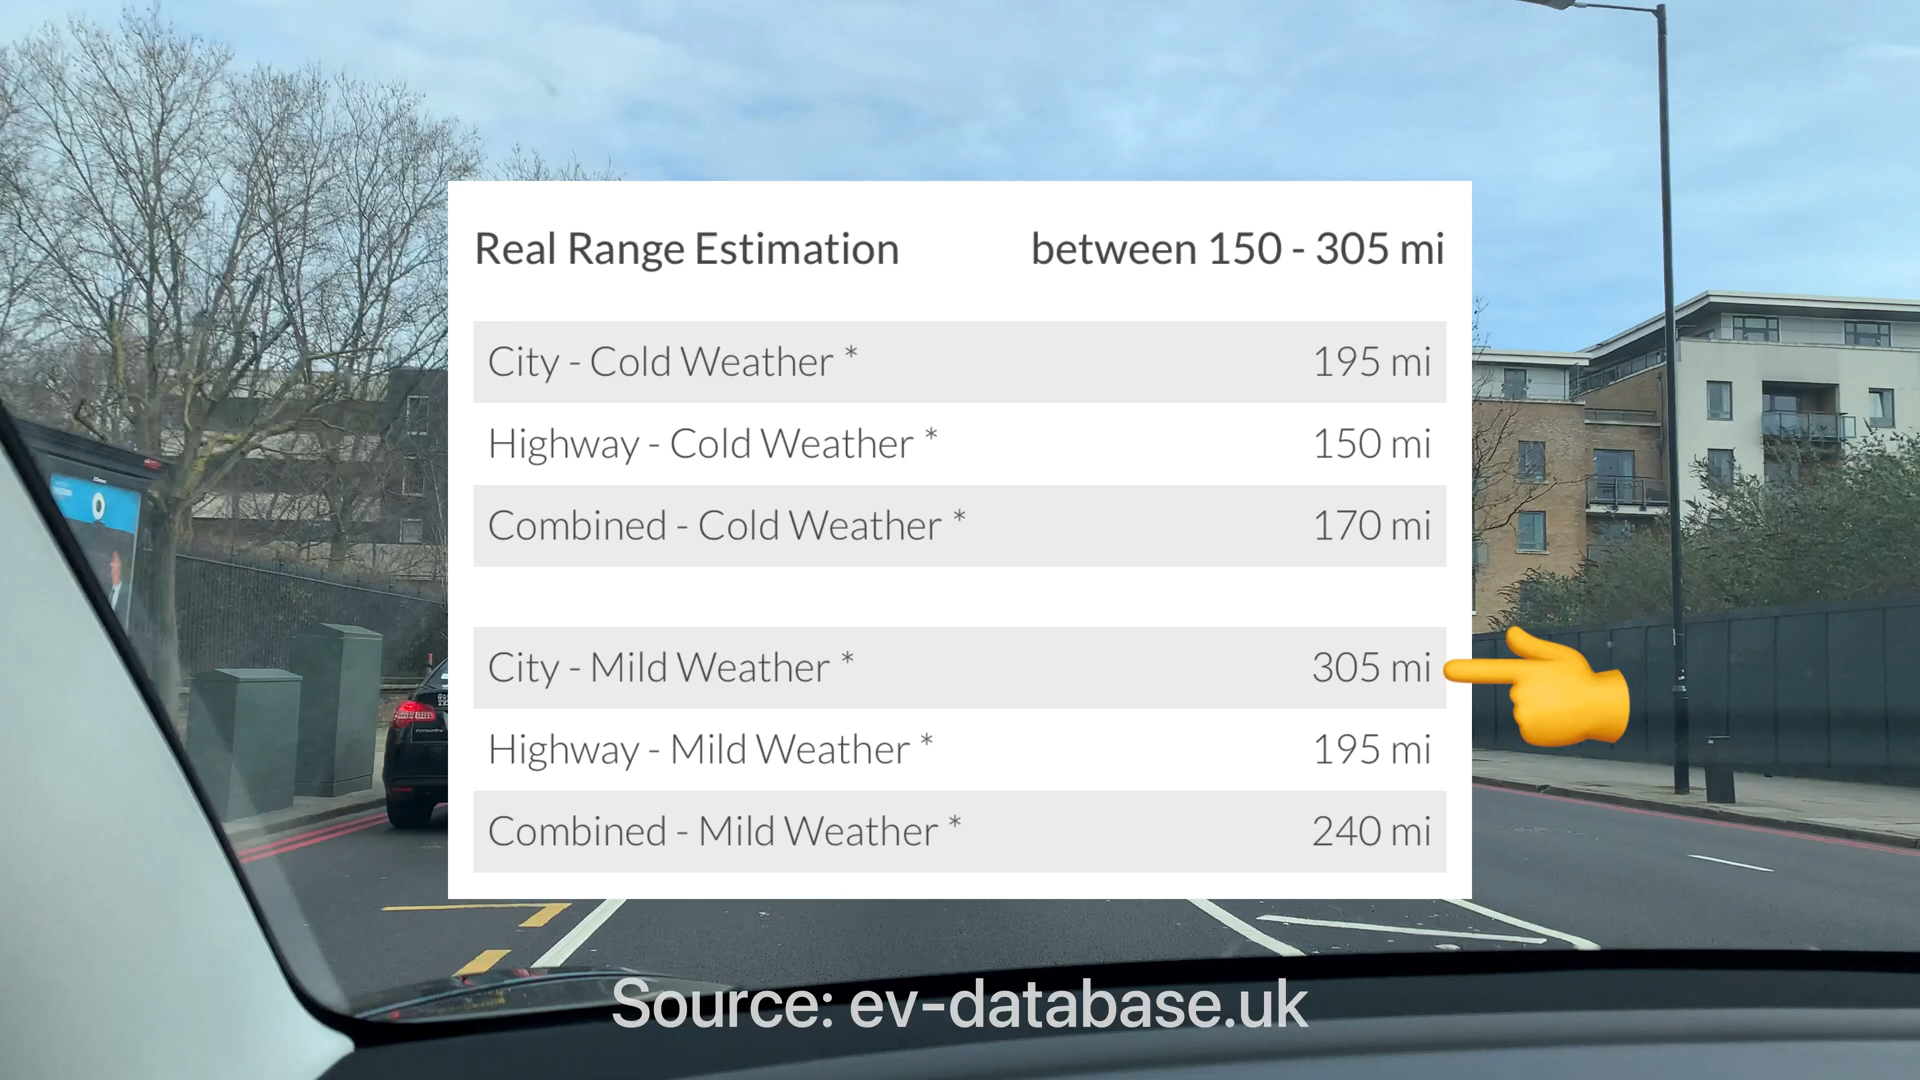 Real Range Estimation between 150 - 305 mi
City - Cold Weather * 195 mi
Highway - Cold Weather * 150 mi
Combined - Cold Weather * 170 mi
City - Mild Weather * 305 mi
Highway - Mild Weather * 195 mi
Combined - Mild Weather * 240 mi
Source: ev-database.uk